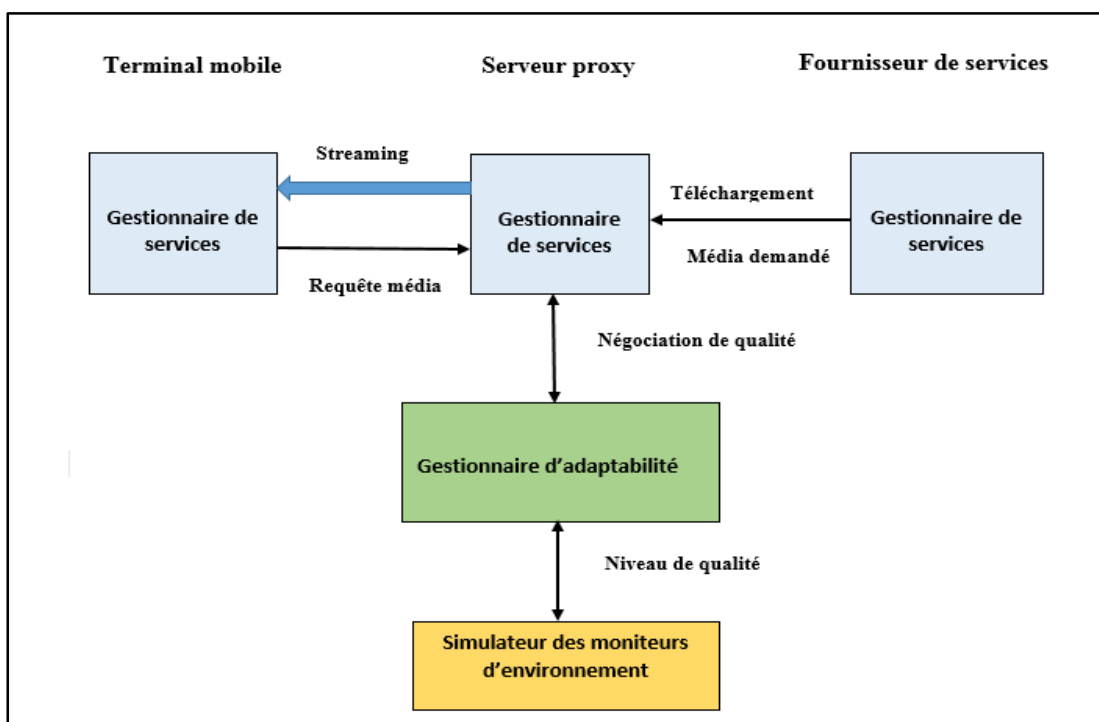 Terminal mobile
Serveur proxy
Fournisseur de services
Streaming
Gestionnaire de
services
Gestionnaire
de services
Téléchargement
Média demandé
Gestionnaire de
services
Requête média
Négociation de qualité
Gestionnaire d'adaptabilité
Niveau de qualité
Simulateur des moniteurs
d'environnement